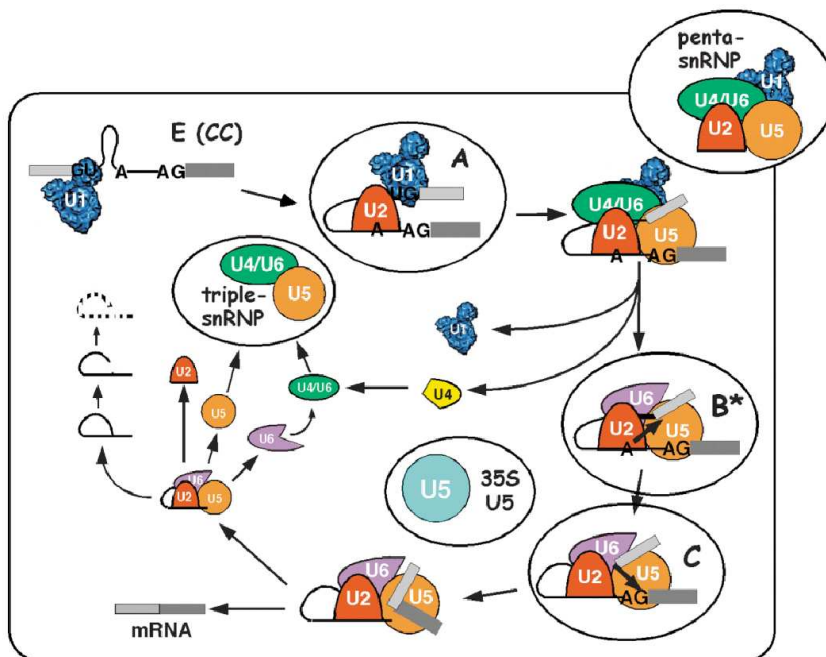 penta-
snRNP
U1
U4/U6
U2
U5
E (CC)
GU
A
AG
U1
A
U1
UG
U2
A
AG
U4/U6
U2
U5
A
AG
U4/U6
U5
triple-
snRNP
U1
U2
U4/U6
U4
U5
U6
B*
U6
U2
U5
A
AG
U5
35S
U5
U6
U2
U5
C
U6
U2
U5
AG
U6
U2
U5
mRNA